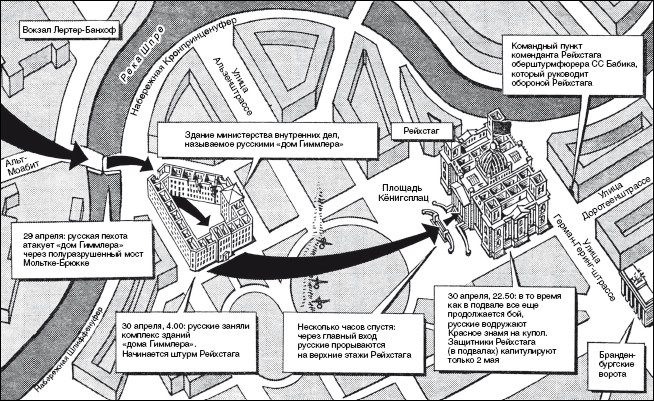 Вокзал Лертер-Банхоф
Река Шпре
Набережная Кронпринценуфер
Улица
Альзенштрассе
Командный пункт
коменданта Рейхстага
оберштурмфюрера СС Бабика,
который руководит
обороной Рейхстага
Здание министерства внутренних дел,
называемое русскими «дом Гиммлера»
Рейхстаг
Альт-
Моабит
Площадь
Кёнигсплац
Улица
Доротеенштрассе
Улица
Герман-Геринг-штрассе
29 апреля: русская пехота
атакует «дом Гиммлера»
через полуразрушенный мост
Мольтке-Брюкке
Набережная Шлиффенуфер
30 апреля, 4.00: русские заняли
комплекс зданий
«дома Гиммлера».
Начинается штурм Рейхстага
Несколько часов спустя:
через главный вход
русские прорываются
на верхние этажи Рейхстага
30 апреля, 22.50: в то время
как в подвале все еще
продолжается бой,
русские водружают
Красное знамя на купол.
Защитники Рейхстага
(в подвалах) капитулируют
только 2 мая
Бранден-
бургские
ворота